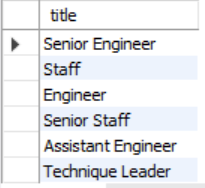 title
Senior Engineer
Staff
Engineer
Senior Staff
Assistant Engineer
Technique Leader